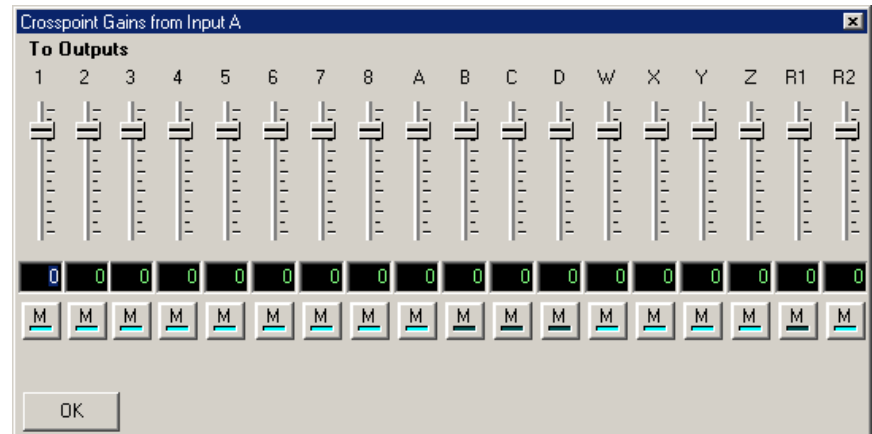 Crosspoint Gains from Input A
To Outputs
1 2 3 4 5 6 7 8 A B C D W X Y Z R1 R2
0 0 0 0 0 0 0 0 0 0 0 0 0 0 0 0 0 0
M M M M M M M M M M M M M M M M M M
OK